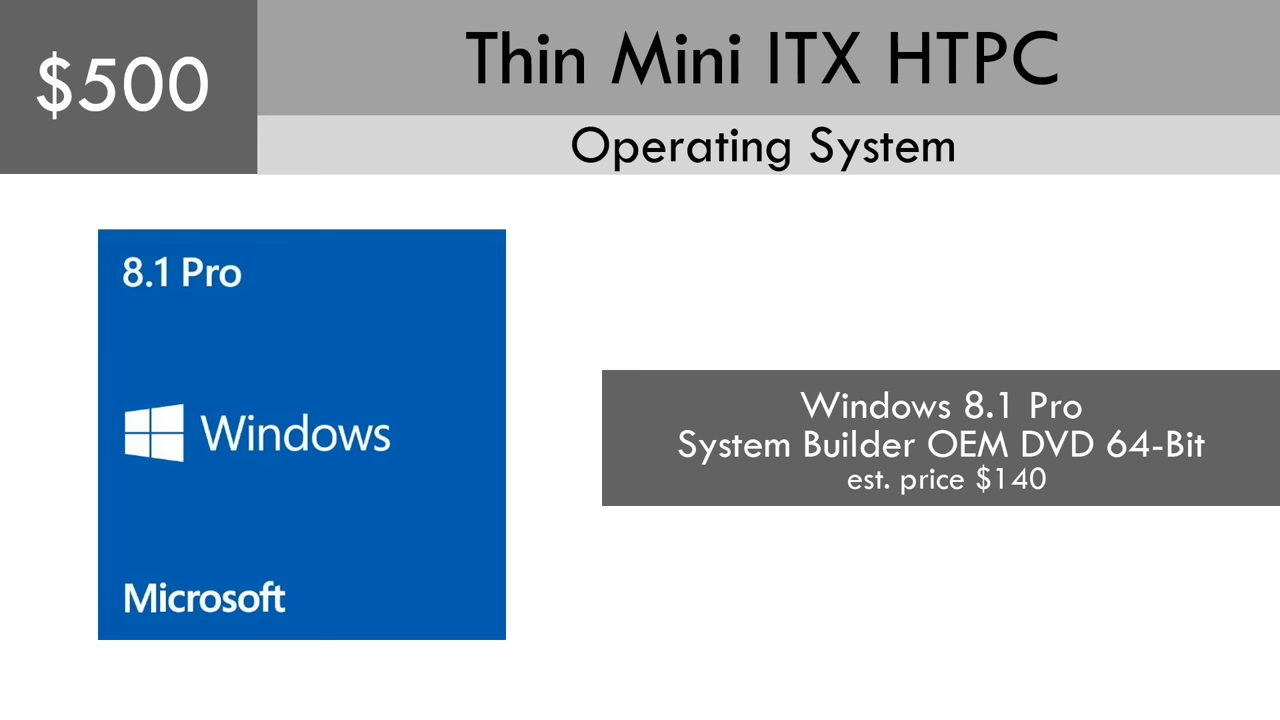 $500
Thin Mini ITX HTPC
Operating System
8.1 Pro
Windows
Microsoft
Windows 8.1 Pro
System Builder OEM DVD 64-Bit
est. price $140